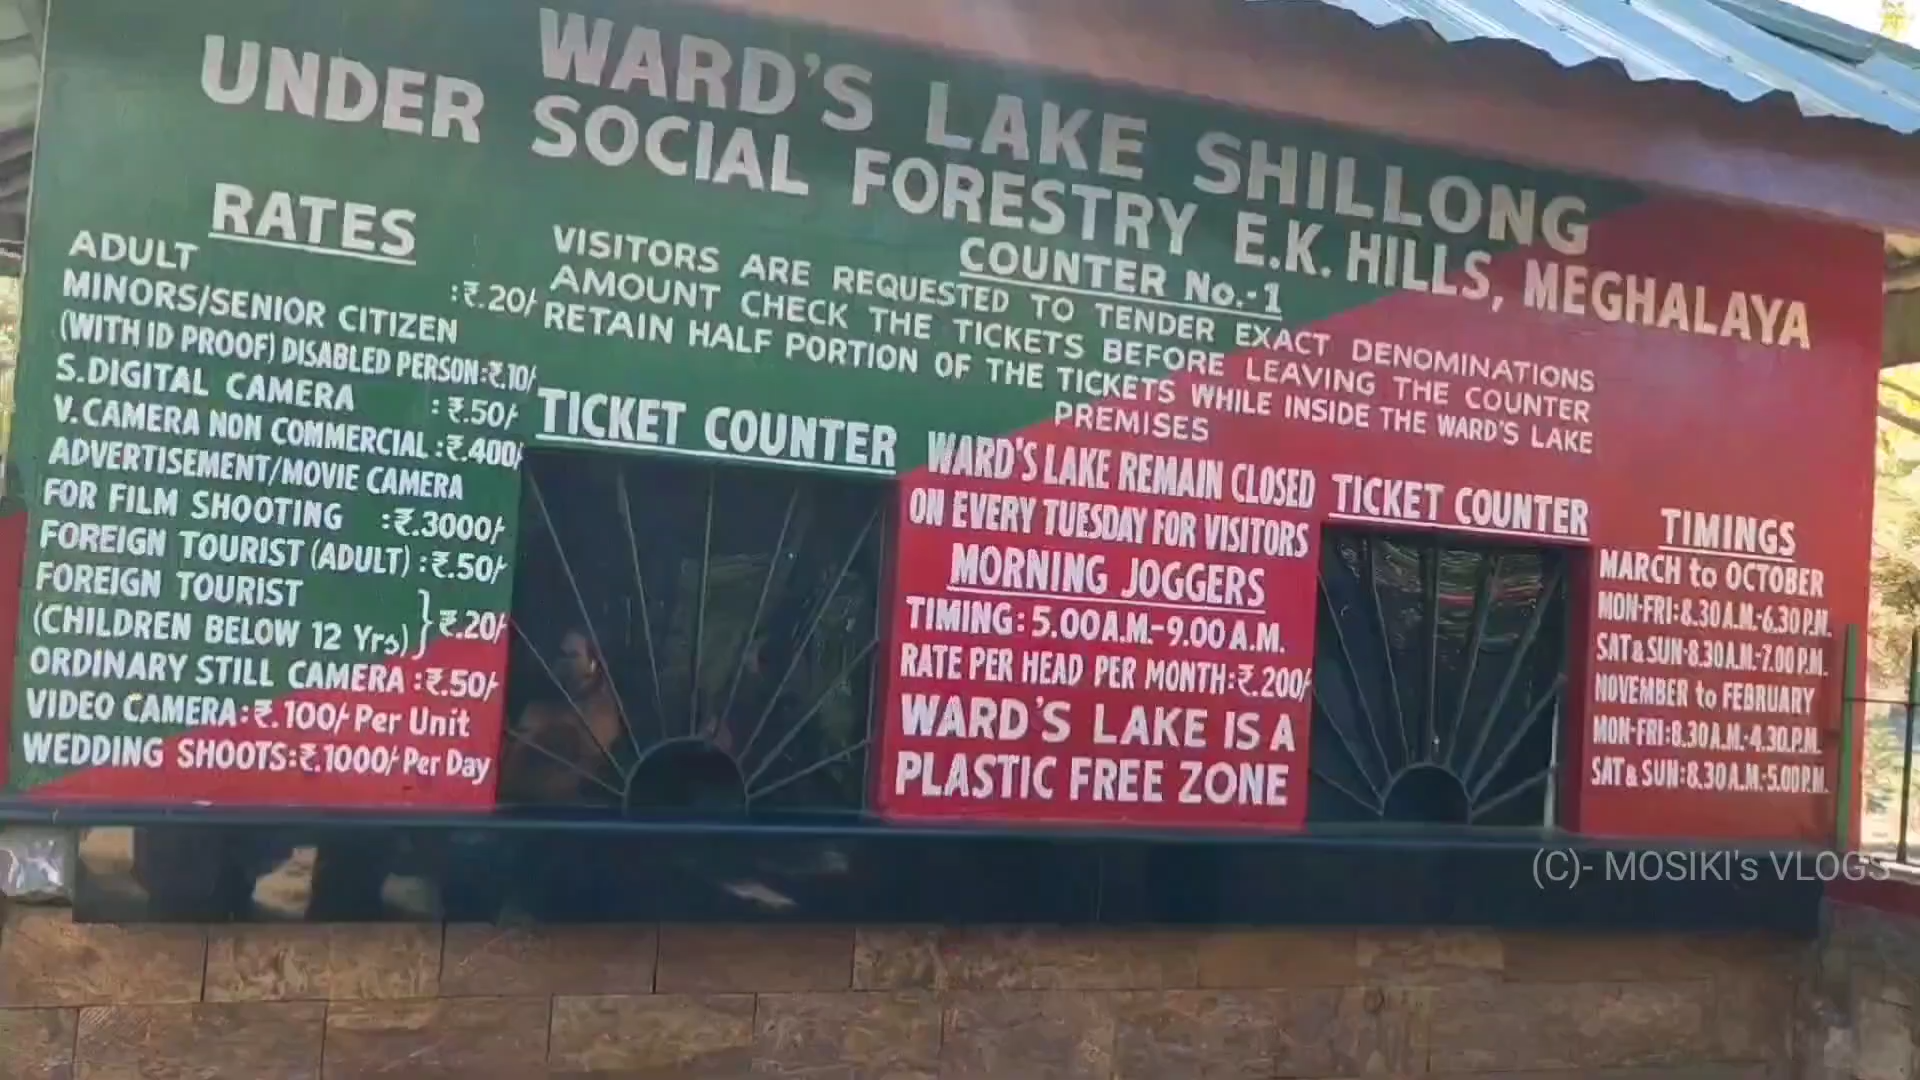 WARD'S LAKE SHILLONG
UNDER SOCIAL FORESTRY E.K. HILLS, MEGHALAYA
RATES
ADULT :₹.20/-
MINORS/SENIOR CITIZEN
(WITH ID PROOF) DISABLED PERSON:₹.10/-
S.DIGITAL CAMERA :₹.50/-
V.CAMERA NON COMMERCIAL :₹.400/-
ADVERTISEMENT/MOVIE CAMERA
FOR FILM SHOOTING :₹.3000/-
FOREIGN TOURIST (ADULT) :₹.50/-
FOREIGN TOURIST
(CHILDREN BELOW 12 Yrs) } ₹.20/-
ORDINARY STILL CAMERA :₹.50/-
VIDEO CAMERA:₹.100/- Per Unit
WEDDING SHOOTS:₹.1000/- Per Day
COUNTER No.-1
VISITORS ARE REQUESTED TO TENDER EXACT DENOMINATIONS
AMOUNT CHECK THE TICKETS BEFORE LEAVING THE COUNTER
RETAIN HALF PORTION OF THE TICKETS WHILE INSIDE THE WARD'S LAKE
PREMISES
TICKET COUNTER
WARD'S LAKE REMAIN CLOSED
ON EVERY TUESDAY FOR VISITORS
MORNING JOGGERS
TIMING: 5.00 A.M.-9.00 A.M.
RATE PER HEAD PER MONTH:₹.200/-
WARD'S LAKE IS A
PLASTIC FREE ZONE
TICKET COUNTER
TIMINGS
MARCH to OCTOBER
MON-FRI:8.30A.M.-6.30 P.M.
SAT & SUN-8.30A.M.-7.00 P.M.
NOVEMBER to FEBRUARY
MON-FRI:8.30A.M.-4.30.P.M.
SAT & SUN:8.30A.M.-5.00P.M.
(C)- MOSIKI's VLOGS